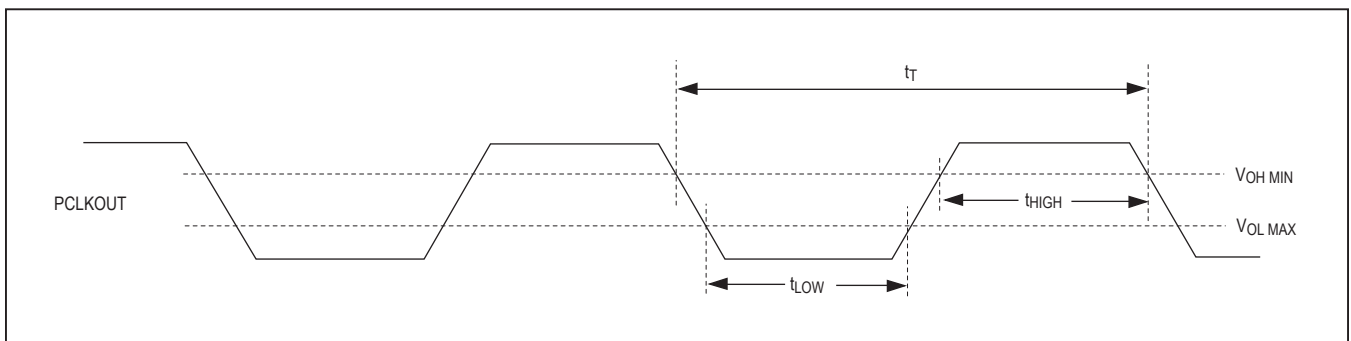 tT
VOH MIN
PCLKOUT
tHIGH
VOL MAX
tLOW